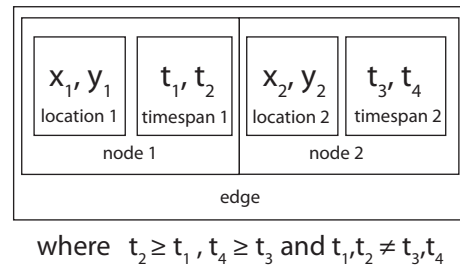 x₁, y₁ t₁, t₂ x₂, y₂ t₃, t₄
location 1 timespan 1 location 2 timespan 2
node 1 node 2
edge
where t₂ ≥ t₁ , t₄ ≥ t₃ and t₁,t₂ ≠ t₃,t₄